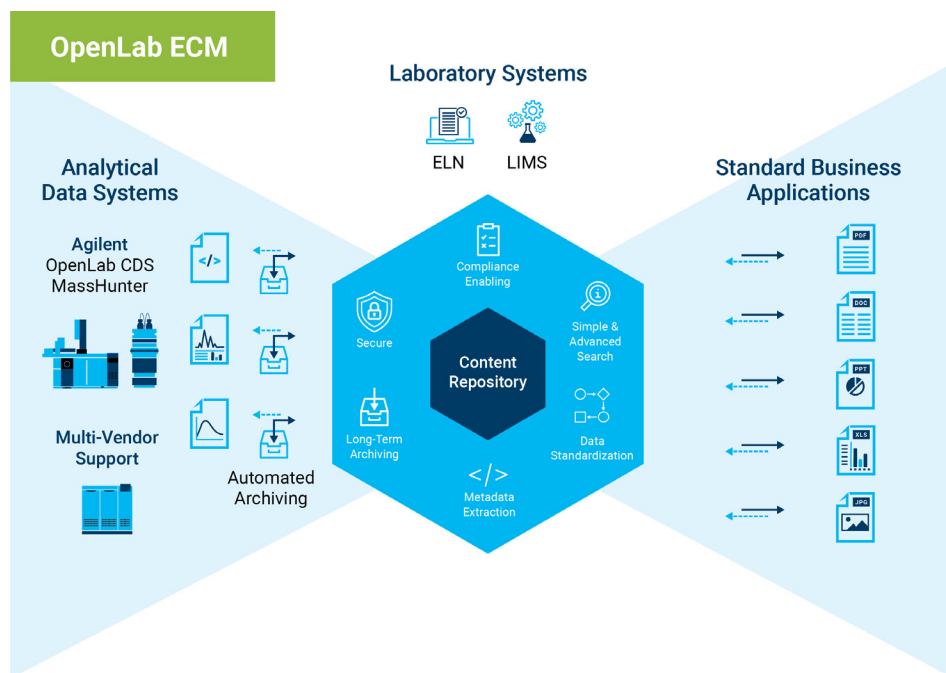 OpenLab ECM
Laboratory Systems
ELN
LIMS
Analytical
Data Systems
Agilent
OpenLab CDS
MassHunter
</>
Multi-Vendor
Support
Automated
Archiving
Compliance
Enabling
Secure
Simple &
Advanced
Search
Content
Repository
Long-Term
Archiving
Data
Standardization
</>
Metadata
Extraction
Standard Business
Applications
PDF
DOC
PPT
XLS
JPG